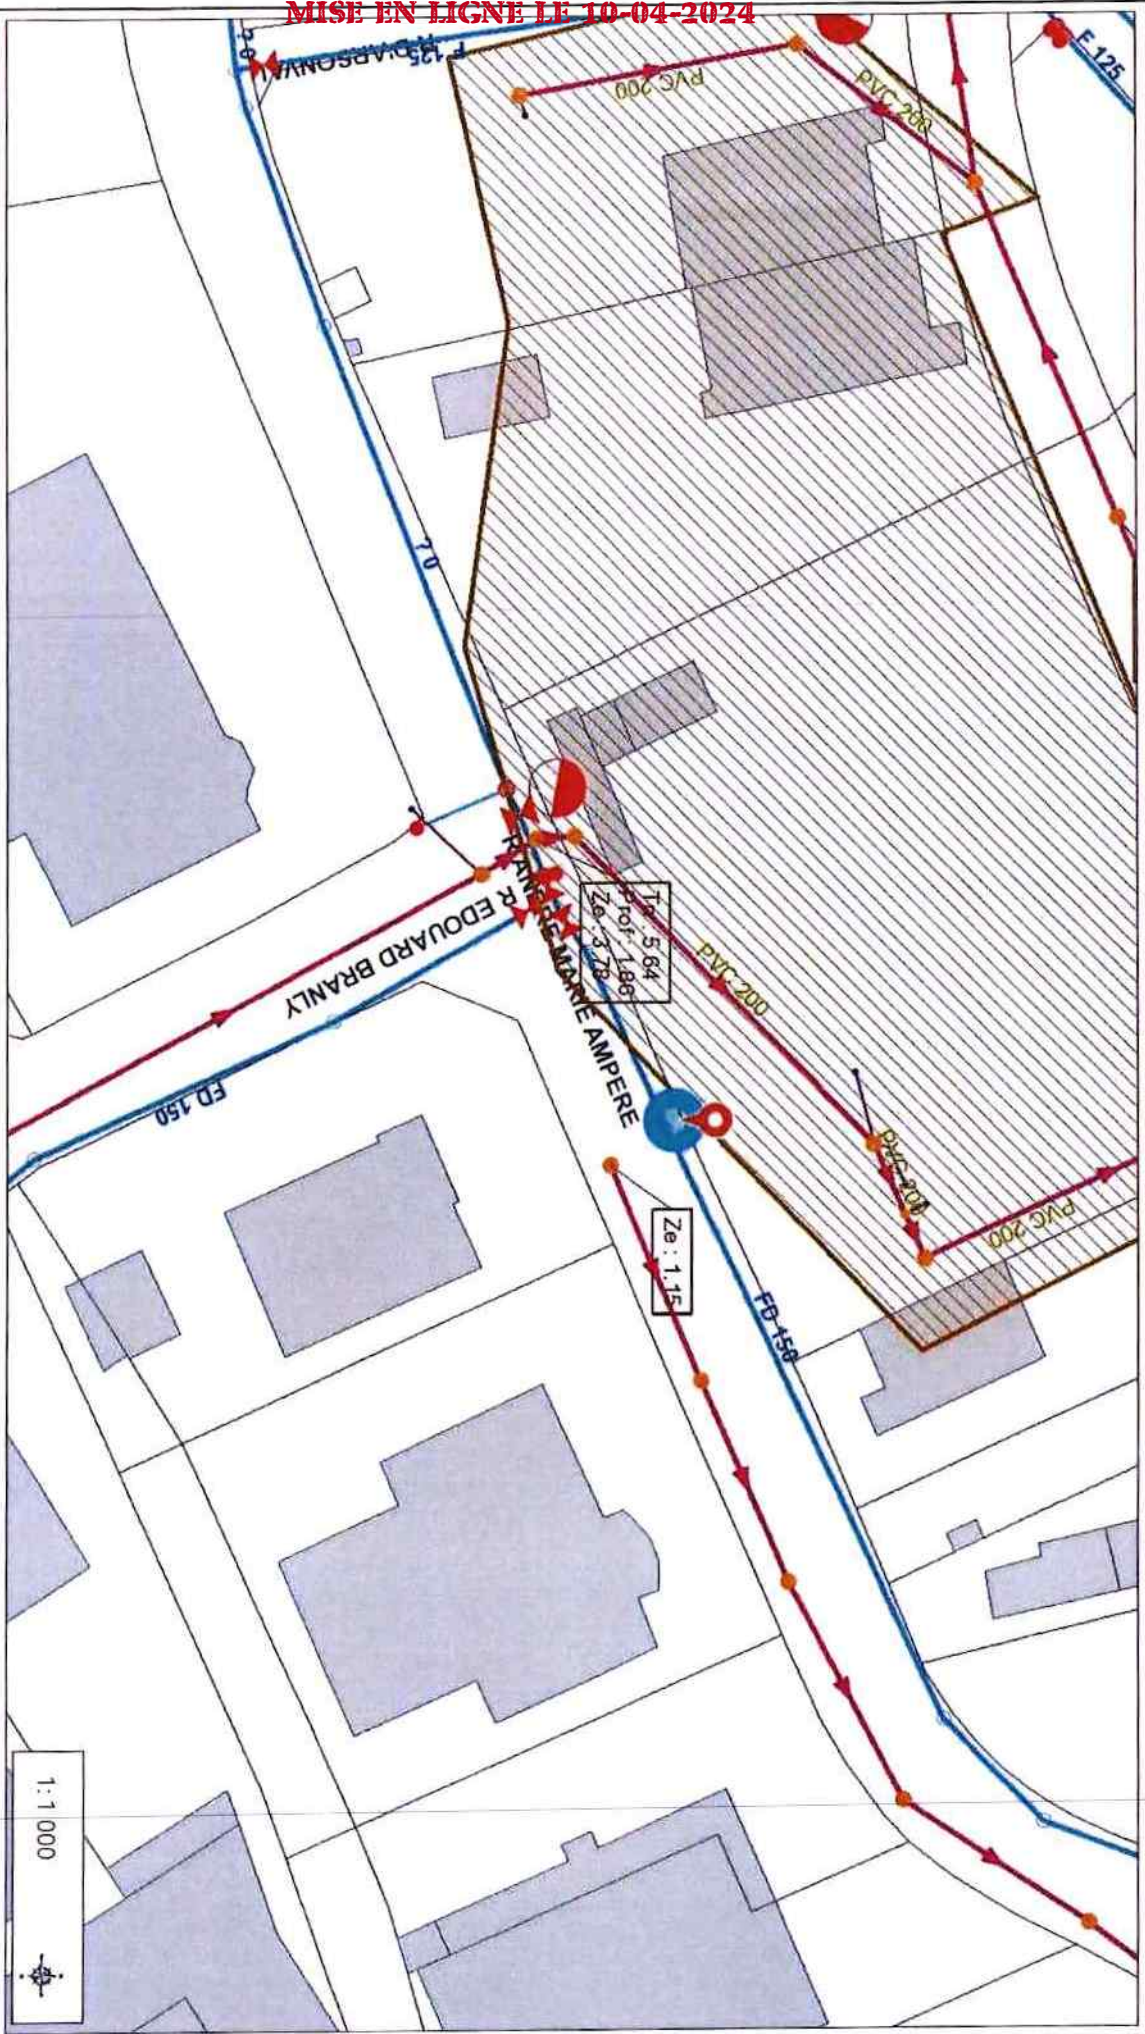 MISE EN LIGNE LE 10-04-2024
F 125
F 125
PVC 200
PVC 200
? 0
? 0
R ANDRE MARIE AMPERE
R EDOUARD BRANLY
Tn : 5.64
Prof : 1.86
Ze : 3.78
PVC 200
FD 150
PVC 200
PVC 200
Ze : 1.15
FD 150
1: 1 000